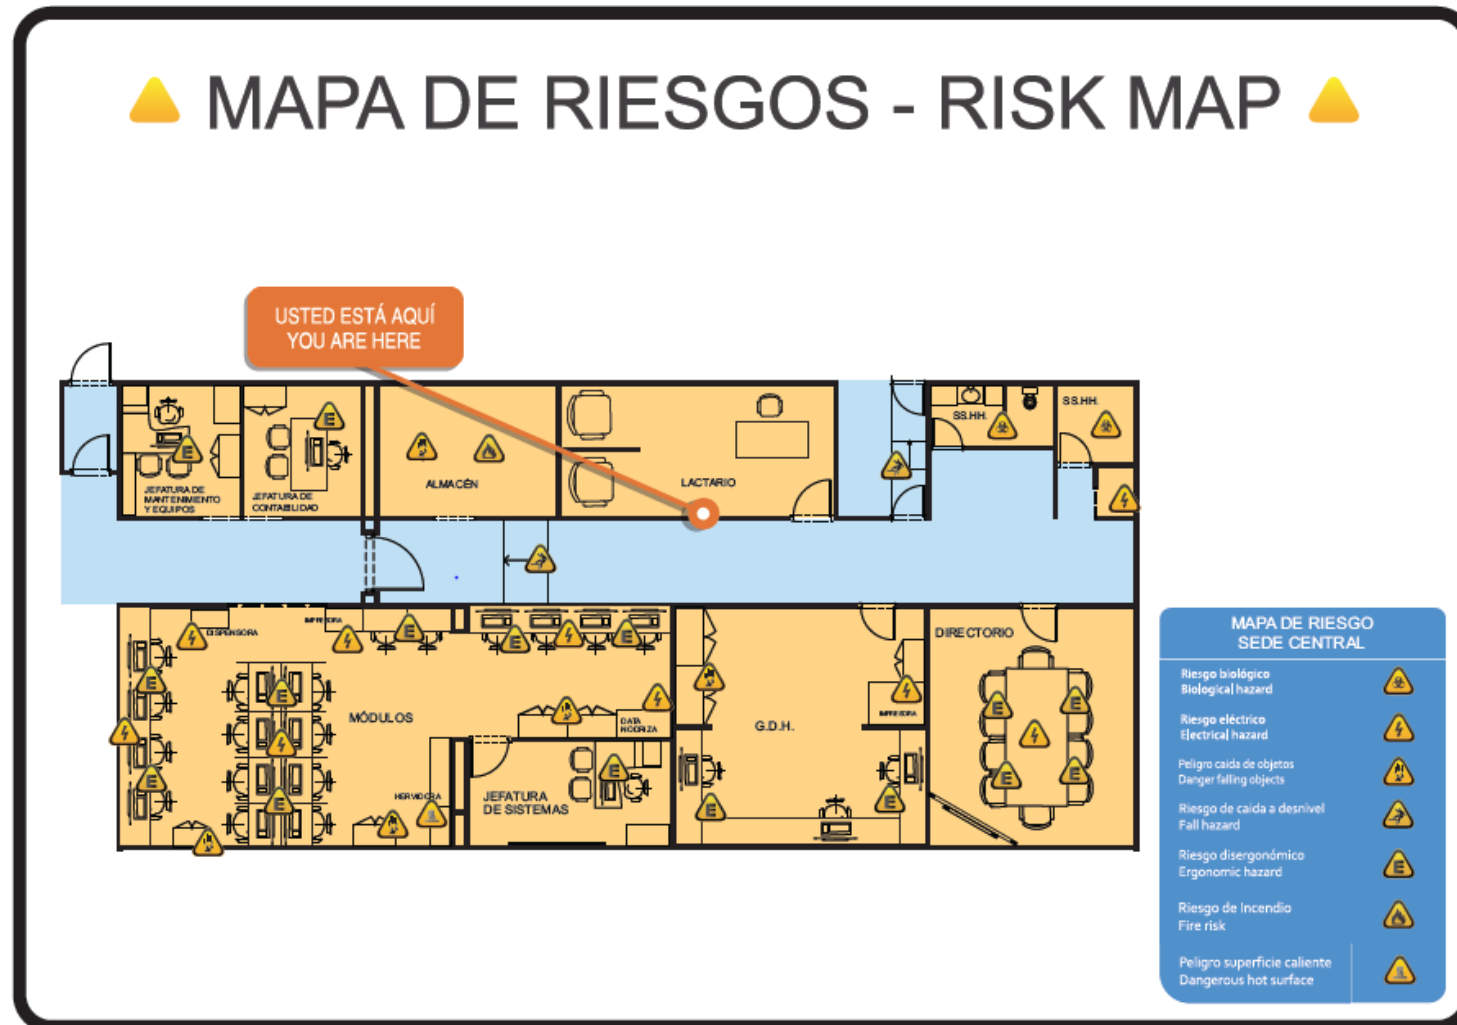 MAPA DE RIESGOS - RISK MAP
USTED ESTÁ AQUÍ
YOU ARE HERE
JEFATURA DE
MANTENIMIENTO
Y EQUIPOS
JEFATURA DE
CONTABILIDAD
ALMACÉN
LACTARIO
SS.HH.
SS.HH.
DISPENSORA
IMPRESORA
MÓDULOS
HERVIDORA
DATA
NODRIZA
JEFATURA
DE SISTEMAS
G.D.H.
IMPRESORA
DIRECTORIO
MAPA DE RIESGO
SEDE CENTRAL
Riesgo biológico
Biological hazard
Riesgo eléctrico
Electrical hazard
Peligro caida de objetos
Danger falling objects
Riesgo de caída a desnivel
Fall hazard
Riesgo disergonómico
Ergonomic hazard
Riesgo de Incendio
Fire risk
Peligro superficie caliente
Dangerous hot surface